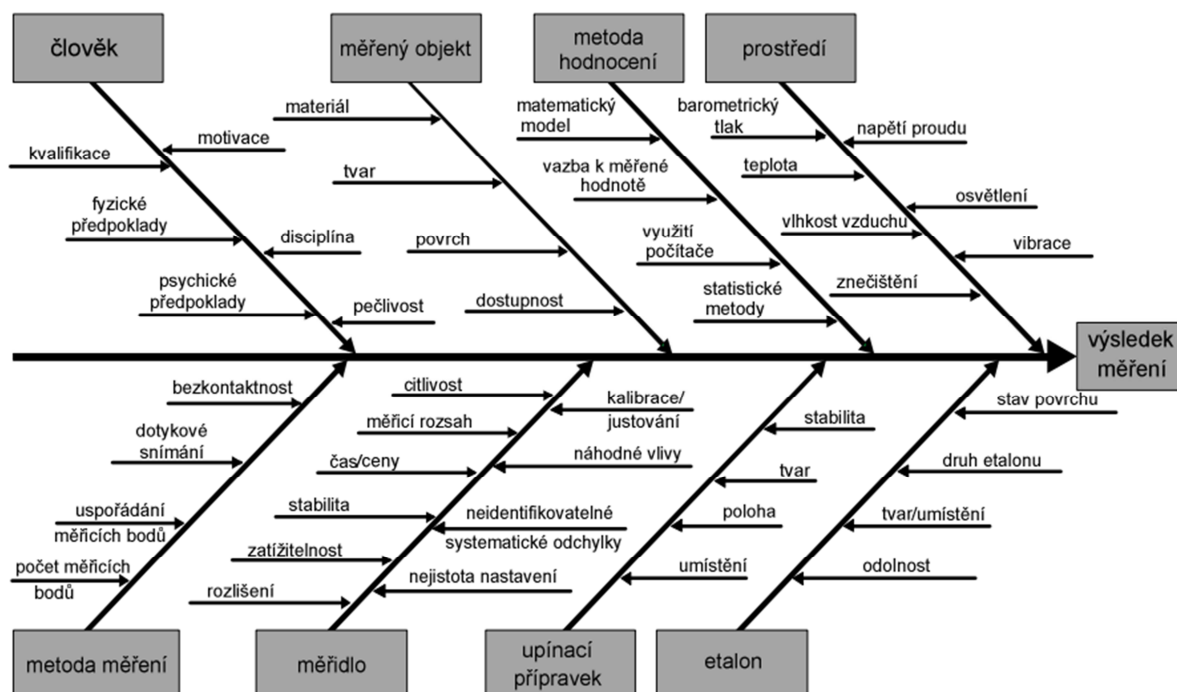 člověk
měřený objekt
metoda
hodnocení
prostředí
motivace
kvalifikace
fyzické
předpoklady
disciplína
psychické
předpoklady
pečlivost
materiál
tvar
povrch
dostupnost
matematický
model
vazba k měřené
hodnotě
využití
počítače
statistické
metody
barometrický
tlak
napětí proudu
teplota
osvětlení
vlhkost vzduchu
vibrace
znečištění
výsledek
měření
bezkontaktnost
dotykové
snímání
uspořádání
měřicích bodů
počet měřicích
bodů
citlivost
kalibrace/
justování
měřicí rozsah
náhodné vlivy
čas/ceny
stabilita
neidentifikovatelné
systematické odchylky
zatížitelnost
nejistota nastavení
rozlišení
stabilita
tvar
poloha
umístění
stav povrchu
druh etalonu
tvar/umístění
odolnost
metoda měření
měřidlo
upínací
přípravek
etalon